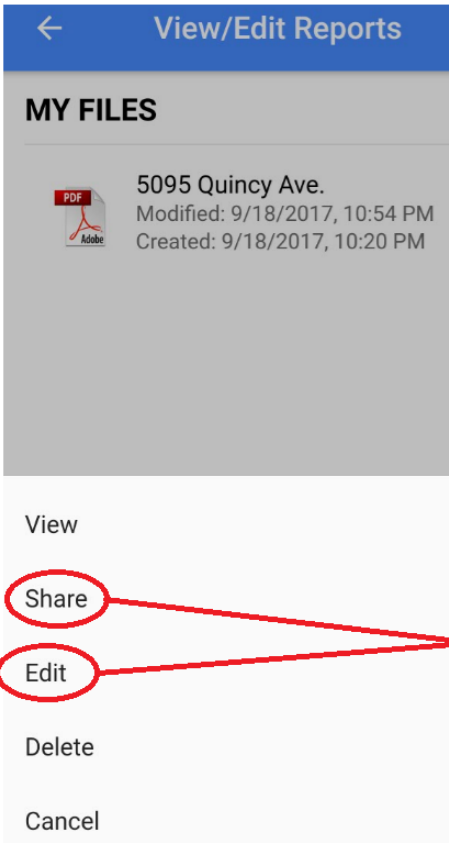 View/Edit Reports
MY FILES
PDF
Adobe
5095 Quincy Ave.
Modified: 9/18/2017, 10:54 PM
Created: 9/18/2017, 10:20 PM
View
Share
Edit
Delete
Cancel